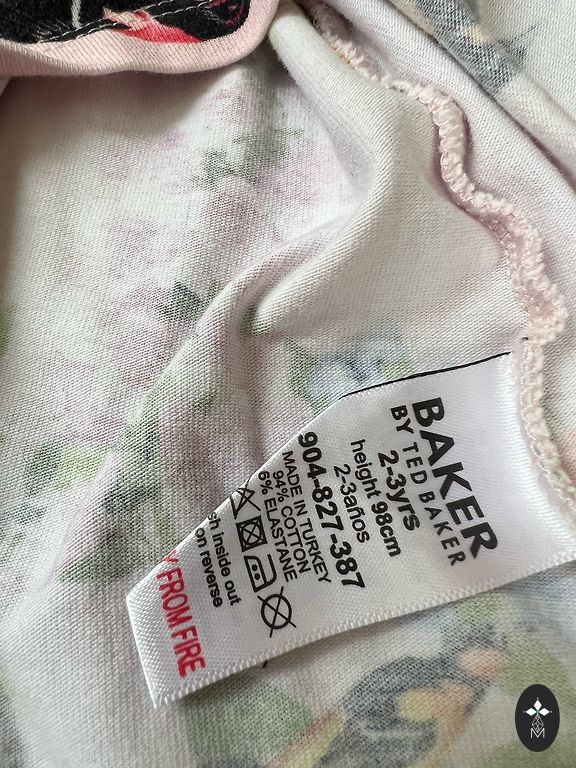 BAKER
BY TED BAKER
2-3yrs
height 98cm
2-3años
904-827-387
MADE IN TURKEY
94% COTTON
6% ELASTANE
inside out
on reverse
FROM FIRE
M